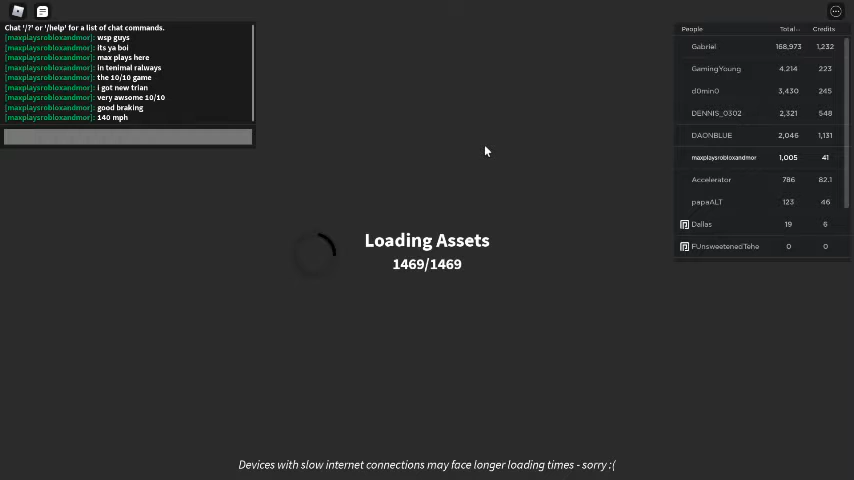 Chat '/?' or '/help' for a list of chat commands.
[maxplaysrobloxandmor]: wsp guys
[maxplaysrobloxandmor]: its ya boi
[maxplaysrobloxandmor]: max plays here
[maxplaysrobloxandmor]: in tenimal ralways
[maxplaysrobloxandmor]: the 10/10 game
[maxplaysrobloxandmor]: i got new trian
[maxplaysrobloxandmor]: very awsome 10/10
[maxplaysrobloxandmor]: good braking
[maxplaysrobloxandmor]: 140 mph
People Total Credits
Gabriel 168,973 1,232
GamingYoung 4,214 223
d0min0 3,430 245
DENNIS_0302 2,321 548
DAONBLUE 2,046 1,131
maxplaysrobloxandmor 1,005 41
Accelerator 786 82.1
papaALT 123 46
Dallas 19 6
FUnsweetenedTehe 0 0
Loading Assets
1469/1469
Devices with slow internet connections may face longer loading times - sorry :(